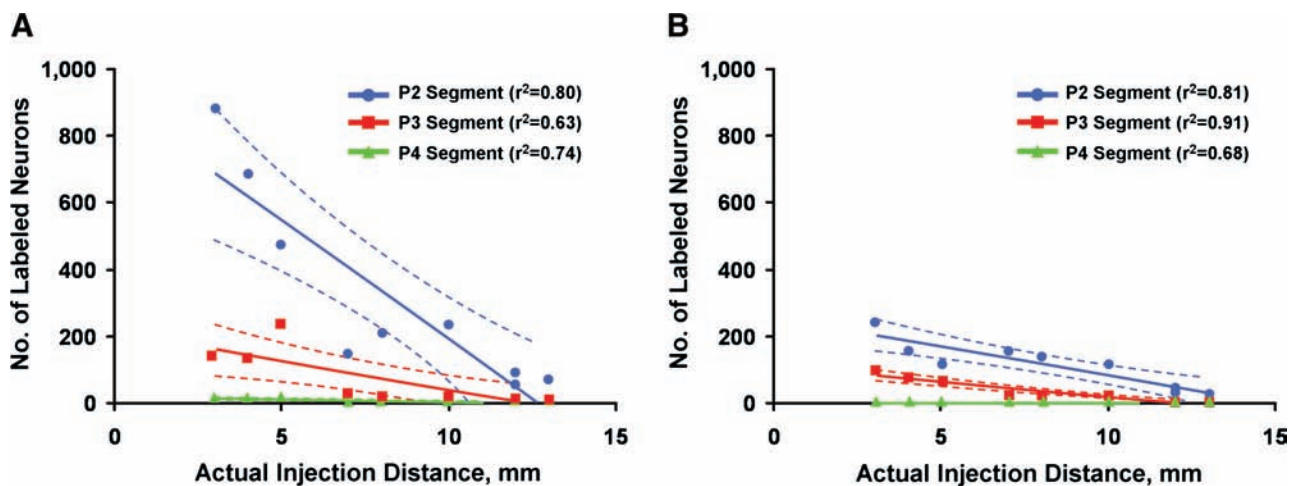 A
No. of Labeled Neurons
1,000
800
600
400
200
0
P2 Segment (r²=0.80)
P3 Segment (r²=0.63)
P4 Segment (r²=0.74)
0 5 10 15
Actual Injection Distance, mm
B
No. of Labeled Neurons
1,000
800
600
400
200
0
P2 Segment (r²=0.81)
P3 Segment (r²=0.91)
P4 Segment (r²=0.68)
0 5 10 15
Actual Injection Distance, mm